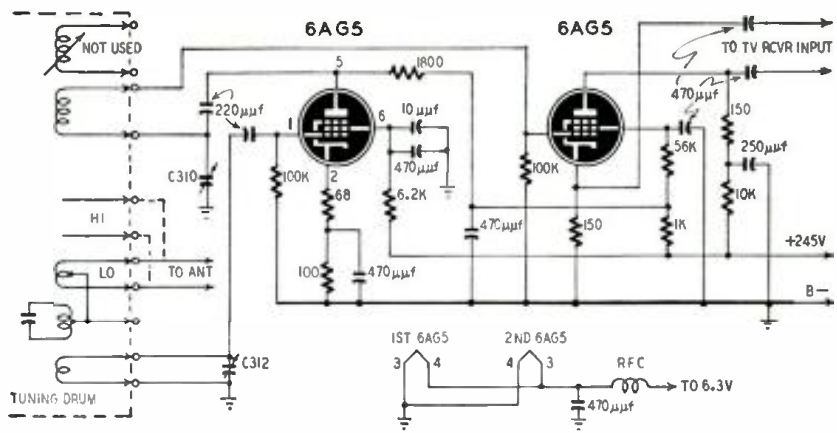 6AG5
6AG5
NOT USED
TO TV RCVR INPUT
5
1800
220μμf
10μμf
470μμf
1
6
150
C310
100K
2
470μμf
100K
56K
250μμf
68
6.2K
10K
HI
470μμf
150
1K
+245V
LO
TO ANT
100
470μμf
B-
1ST 6AG5
2ND 6AG5
C312
3
4
4
3
RFC
TO 6.3V
TUNING DRUM
470μμf